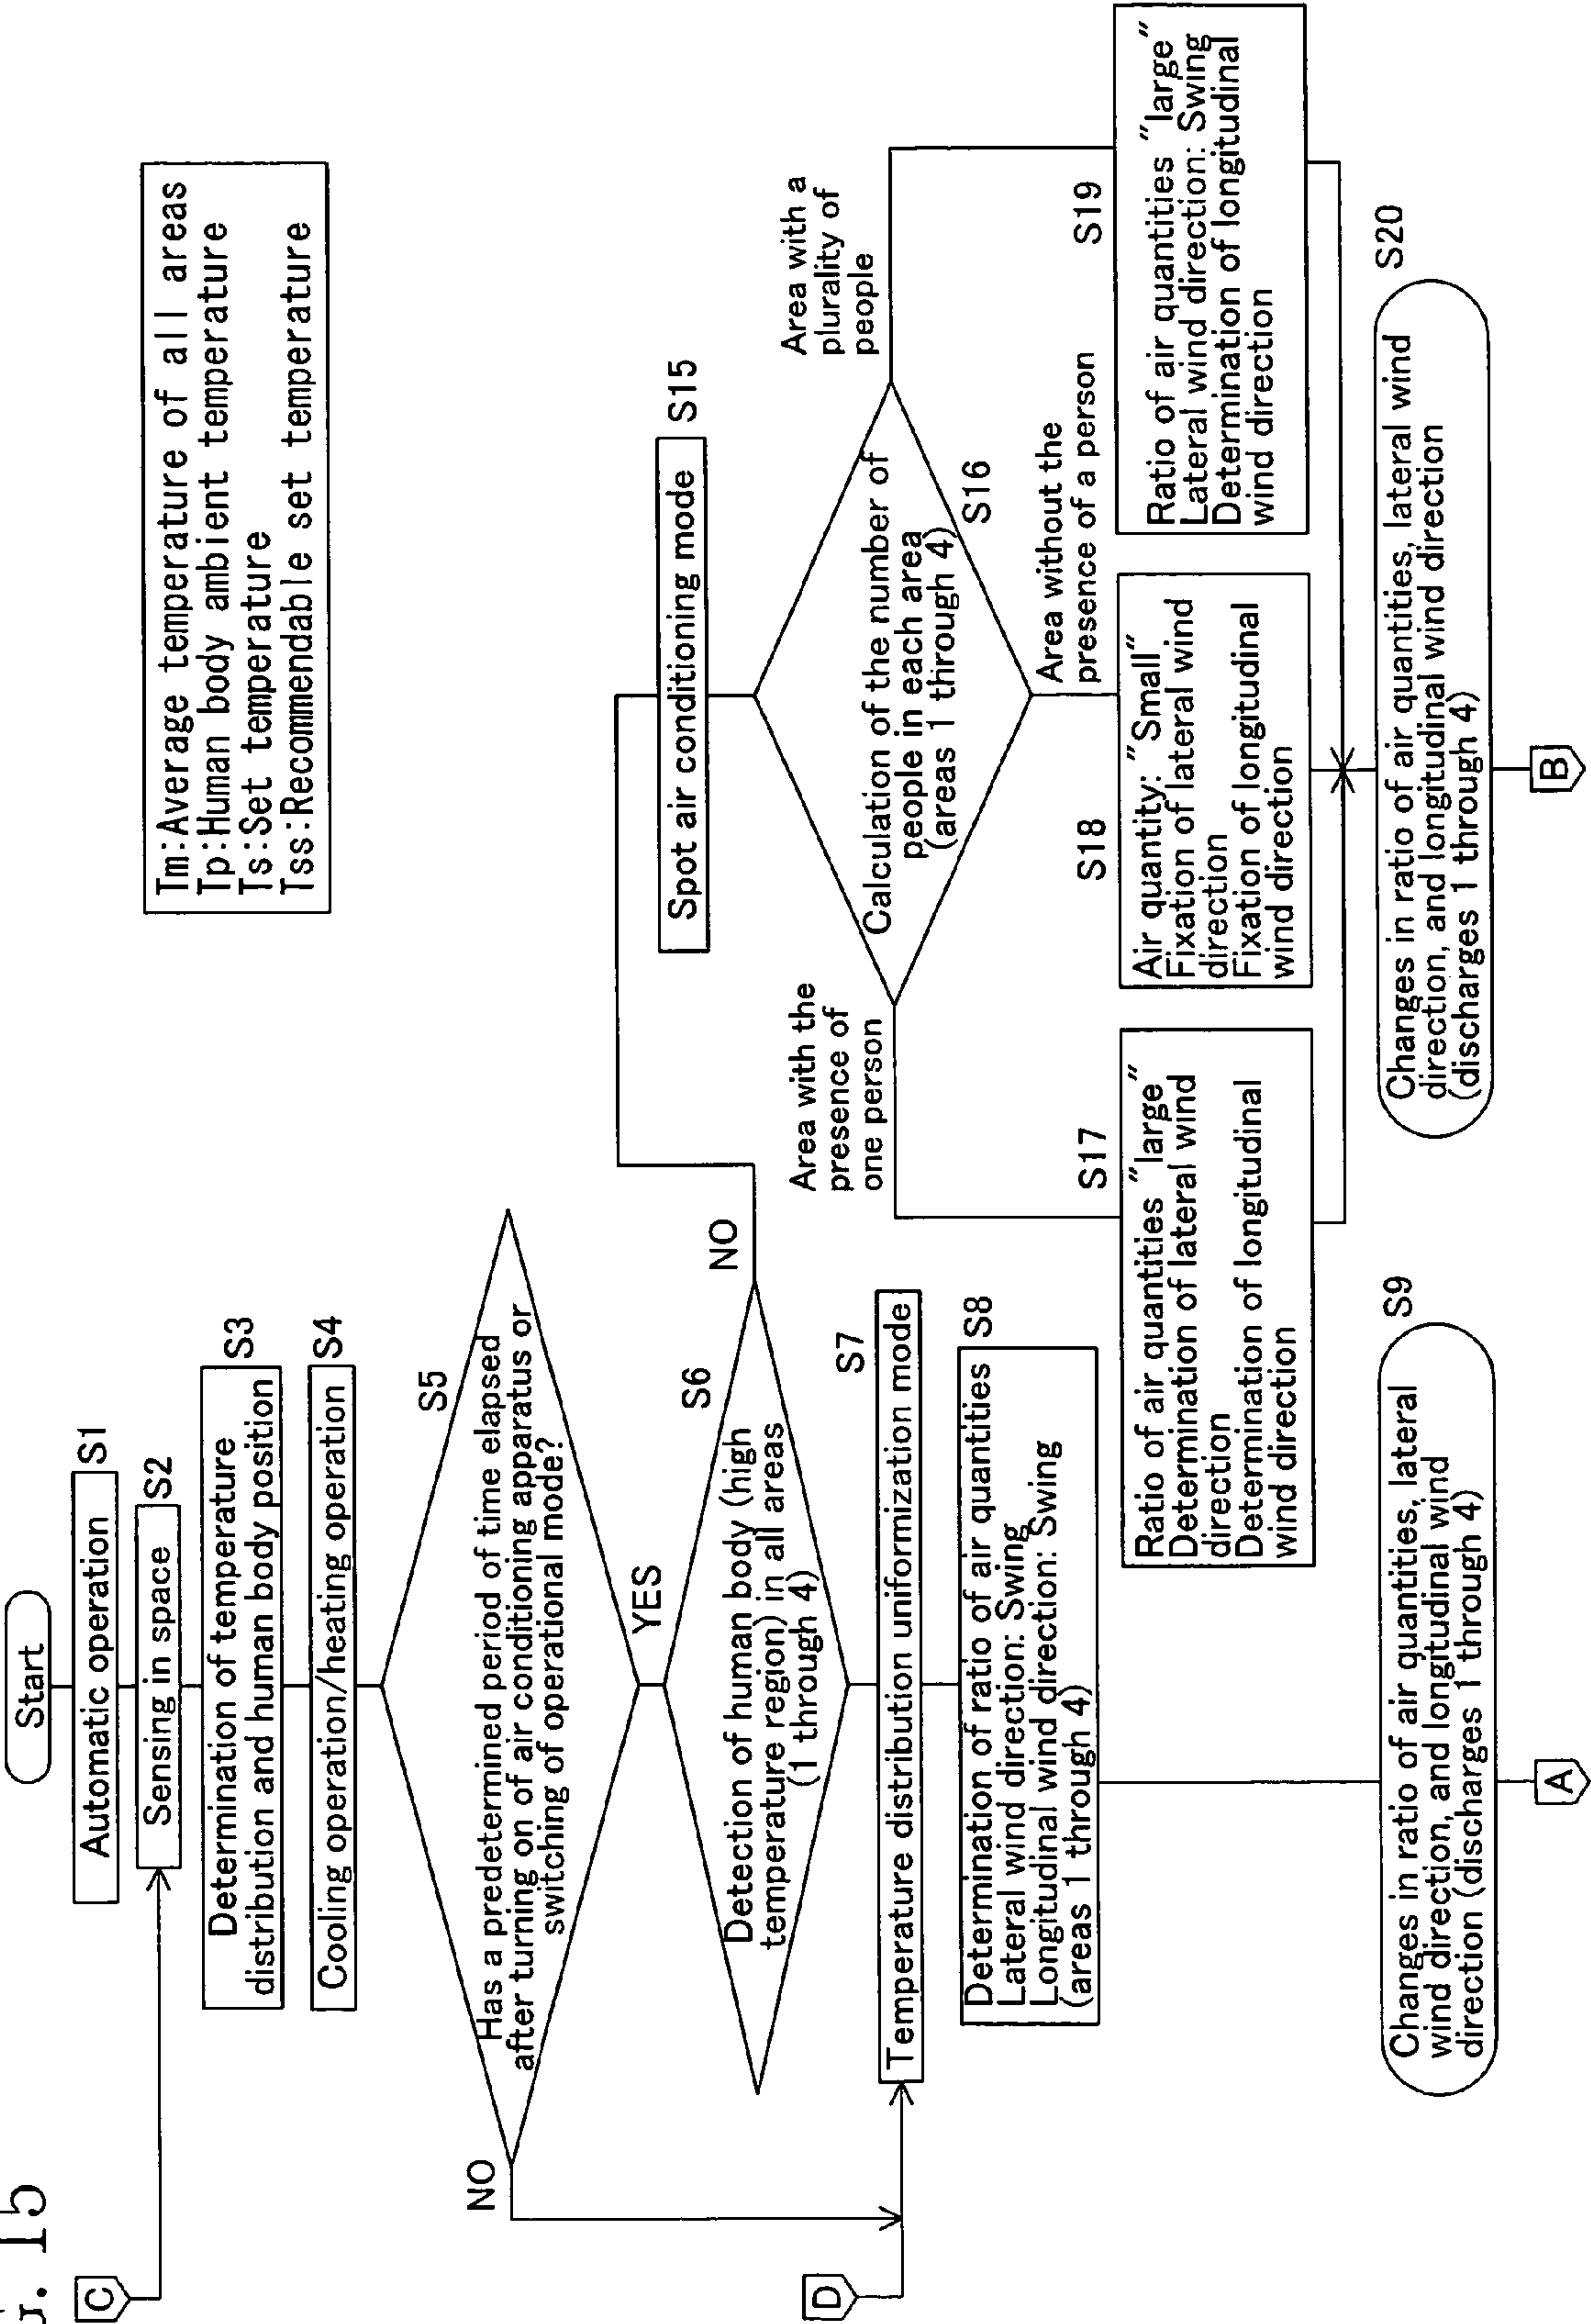 G. 15
Start
Automatic operation
S1
C
Sensing in space
S2
Determination of temperature
distribution and human body position
S3
Cooling operation/heating operation
S4
Tm:Average temperature of all areas
Tp:Human body ambient temperature
Ts:Set temperature
Tss:Recommendable set temperature
S5
Has a predetermined period of time elapsed
after turning on of air conditioning apparatus or
switching of operational mode?
NO
YES
S6
Detection of human body (high
temperature region) in all areas
(1 through 4)
NO
S7
D
Temperature distribution uniformization mode
S8
Determination of ratio of air quantities
Lateral wind direction: Swing
Longitudinal wind direction: Swing
(areas 1 through 4)
S9
Changes in ratio of air quantities, lateral
wind direction, and longitudinal wind
direction (discharges 1 through 4)
A
Spot air conditioning mode
S15
Calculation of the number of
people in each area
(areas 1 through 4)
S16
Area with the
presence of
one person
Area without the
presence of a person
Area with a
plurality of
people
S17
Ratio of air quantities "large"
Determination of lateral wind
direction
Determination of longitudinal
wind direction
S18
Air quantity: "Small"
Fixation of lateral wind
direction
Fixation of longitudinal
wind direction
S19
Ratio of air quantities "large"
Lateral wind direction: Swing
Determination of longitudinal
wind direction
S20
Changes in ratio of air quantities, lateral wind
direction, and longitudinal wind direction
(discharges 1 through 4)
B